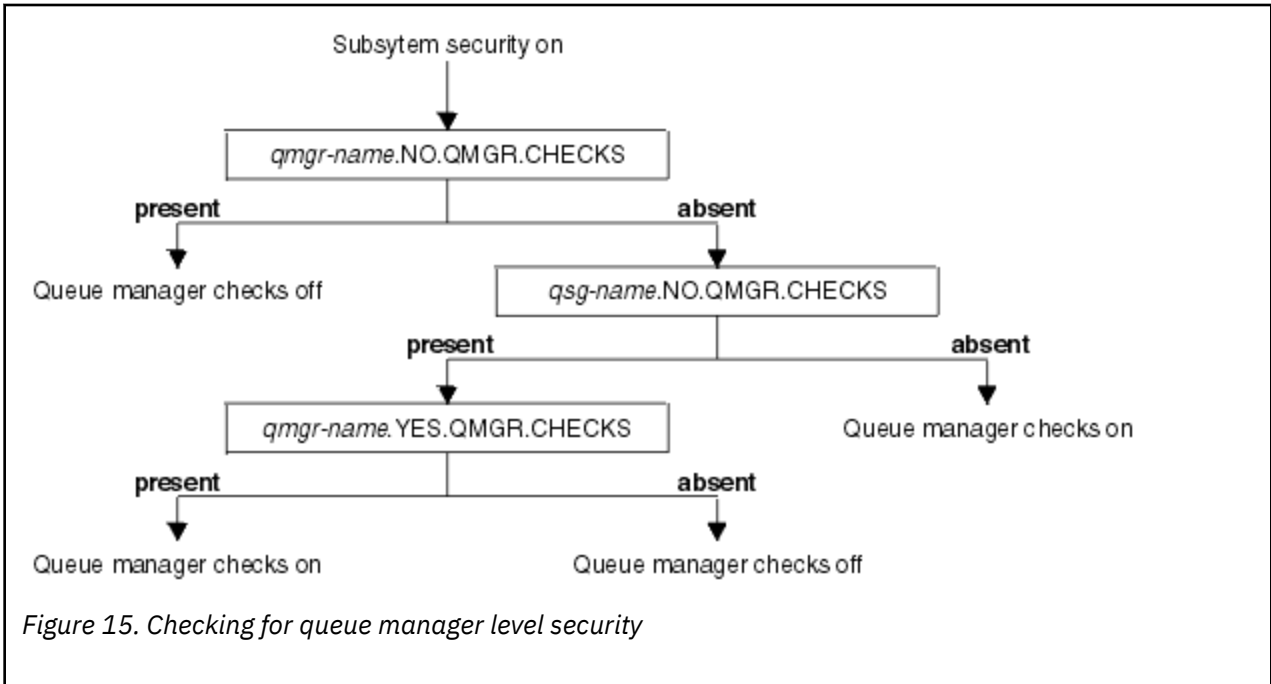 Subsytem security on
qmgr-name.NO.QMGR.CHECKS
present
absent
Queue manager checks off
qsg-name.NO.QMGR.CHECKS
present
absent
qmgr-name.YES.QMGR.CHECKS
Queue manager checks on
present
absent
Queue manager checks on
Queue manager checks off
Figure 15. Checking for queue manager level security